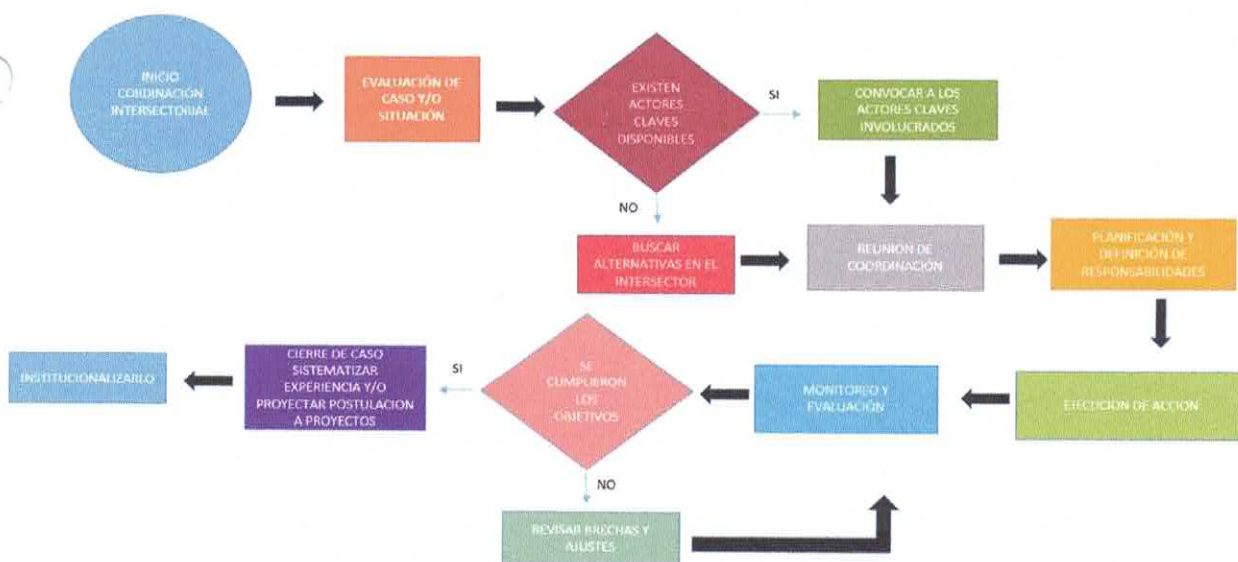 INICIO
CORDINACIÓN
INTERSECTORIAL
EVALUACIÓN DE
CASO Y/O
SITUACIÓN
EXISTEN
ACTORES
CLAVES
DISPONIBLES
SI
CONVOCAR A LOS
ACTORES CLAVES
INVOLUCRADOS
NO
BUSCAR
ALTERNATIVAS EN EL
INTERSECTOR
REUNION DE
COORDINACIÓN
PLANIFICACIÓN Y
DEFINICIÓN DE
RESPONSABILIDADES
EJECUCION DE ACCION
MONITOREO Y
EVALUACIÓN
SE
CUMPLIERON
LOS
OBJETIVOS
SI
CIERRE DE CASO
SISTEMATIZAR
EXPERIENCIA Y/O
PROYECTAR POSTULACION
A PROYECTOS
INSTITUCIONALIZARLO
NO
REVISAR BRECHAS Y
AJUSTES